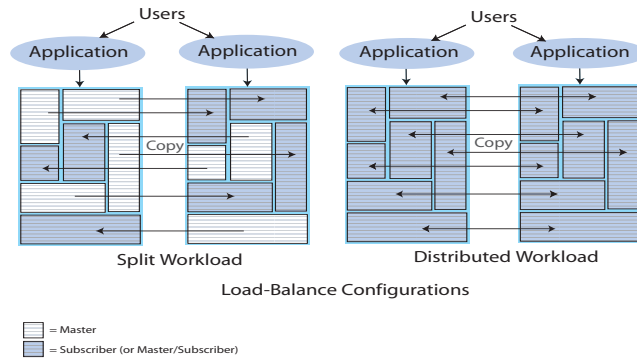 Users
Users
Application
Application
Application
Application
Copy
Copy
Split Workload
Distributed Workload
Load-Balance Configurations
= Master
= Subscriber (or Master/Subscriber)